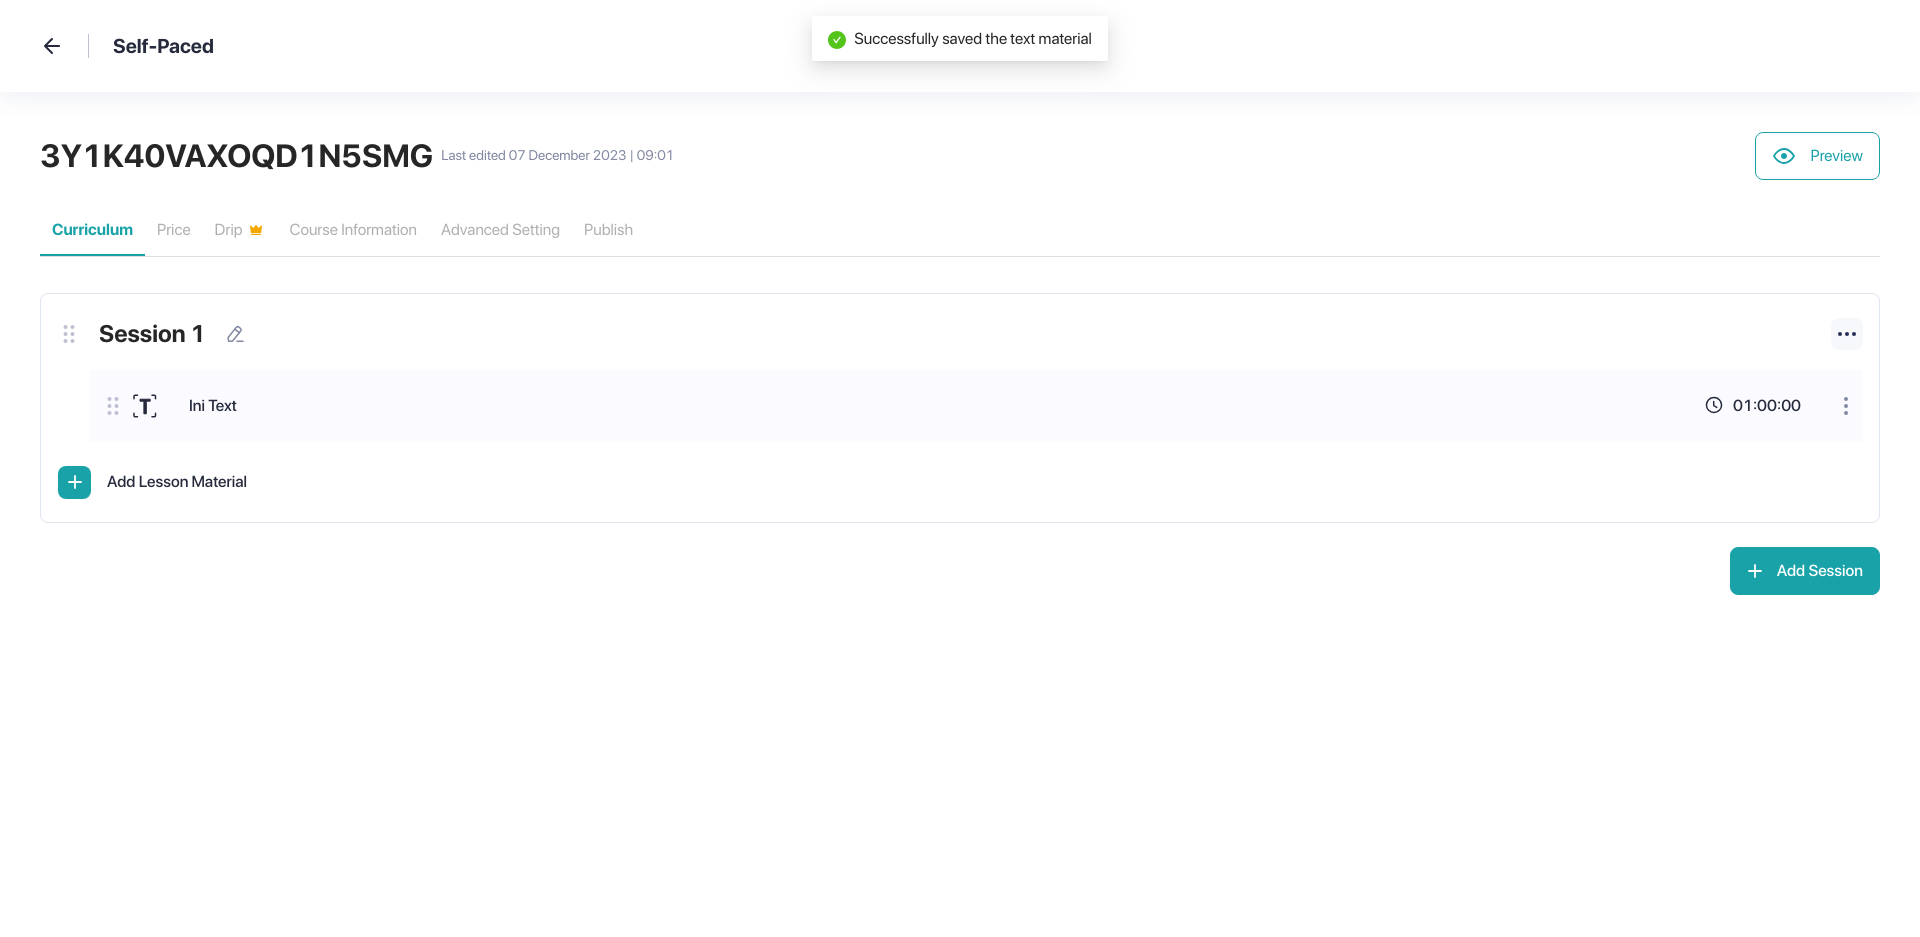 Self-Paced
Successfully saved the text material
3Y1K40VAXOQD1N5SMG Last edited 07 December 2023 | 09:01
Preview
Curriculum Price Drip Course Information Advanced Setting Publish
Session 1
T Ini Text 01:00:00
Add Lesson Material
Add Session